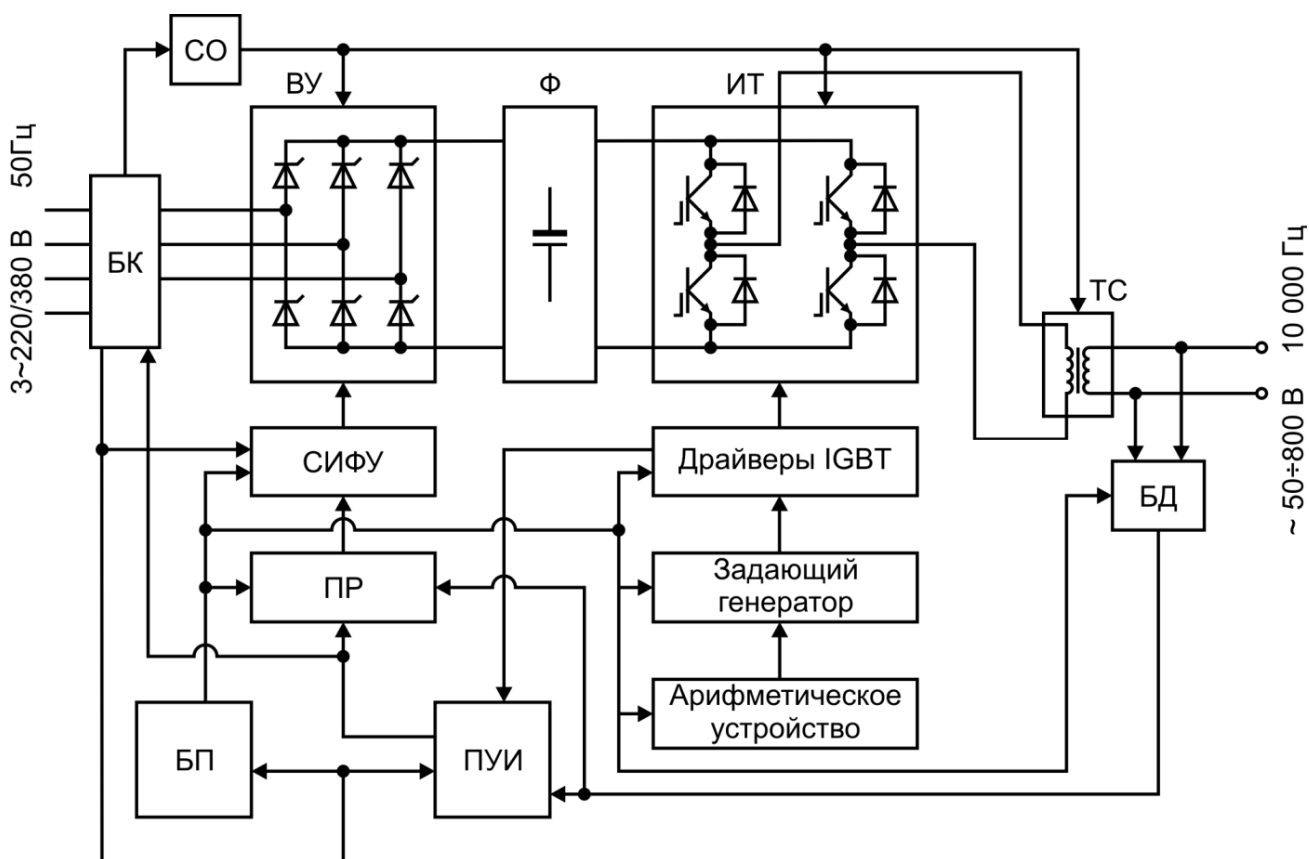 СО
ВУ
Ф
ИТ
3~220/380 В 50Гц
БК
ТС
~ 50÷800 В 10 000 Гц
СИФУ
Драйверы IGBT
БД
ПР
Задающий
генератор
Арифметическое
устройство
БП
ПУИ